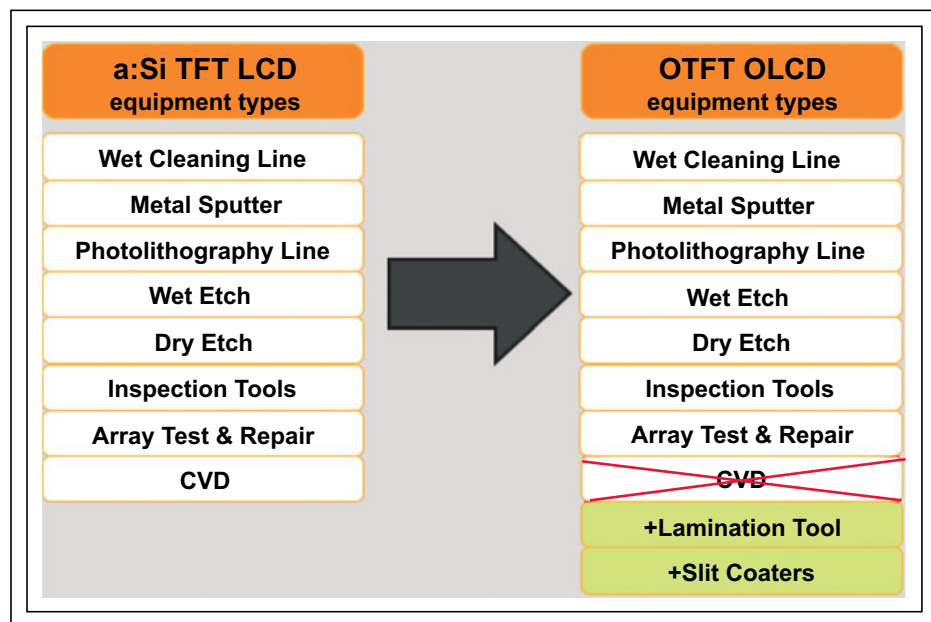 a:Si TFT LCD
equipment types
Wet Cleaning Line
Metal Sputter
Photolithography Line
Wet Etch
Dry Etch
Inspection Tools
Array Test & Repair
CVD
OTFT OLCD
equipment types
Wet Cleaning Line
Metal Sputter
Photolithography Line
Wet Etch
Dry Etch
Inspection Tools
Array Test & Repair
CVD
+Lamination Tool
+Slit Coaters